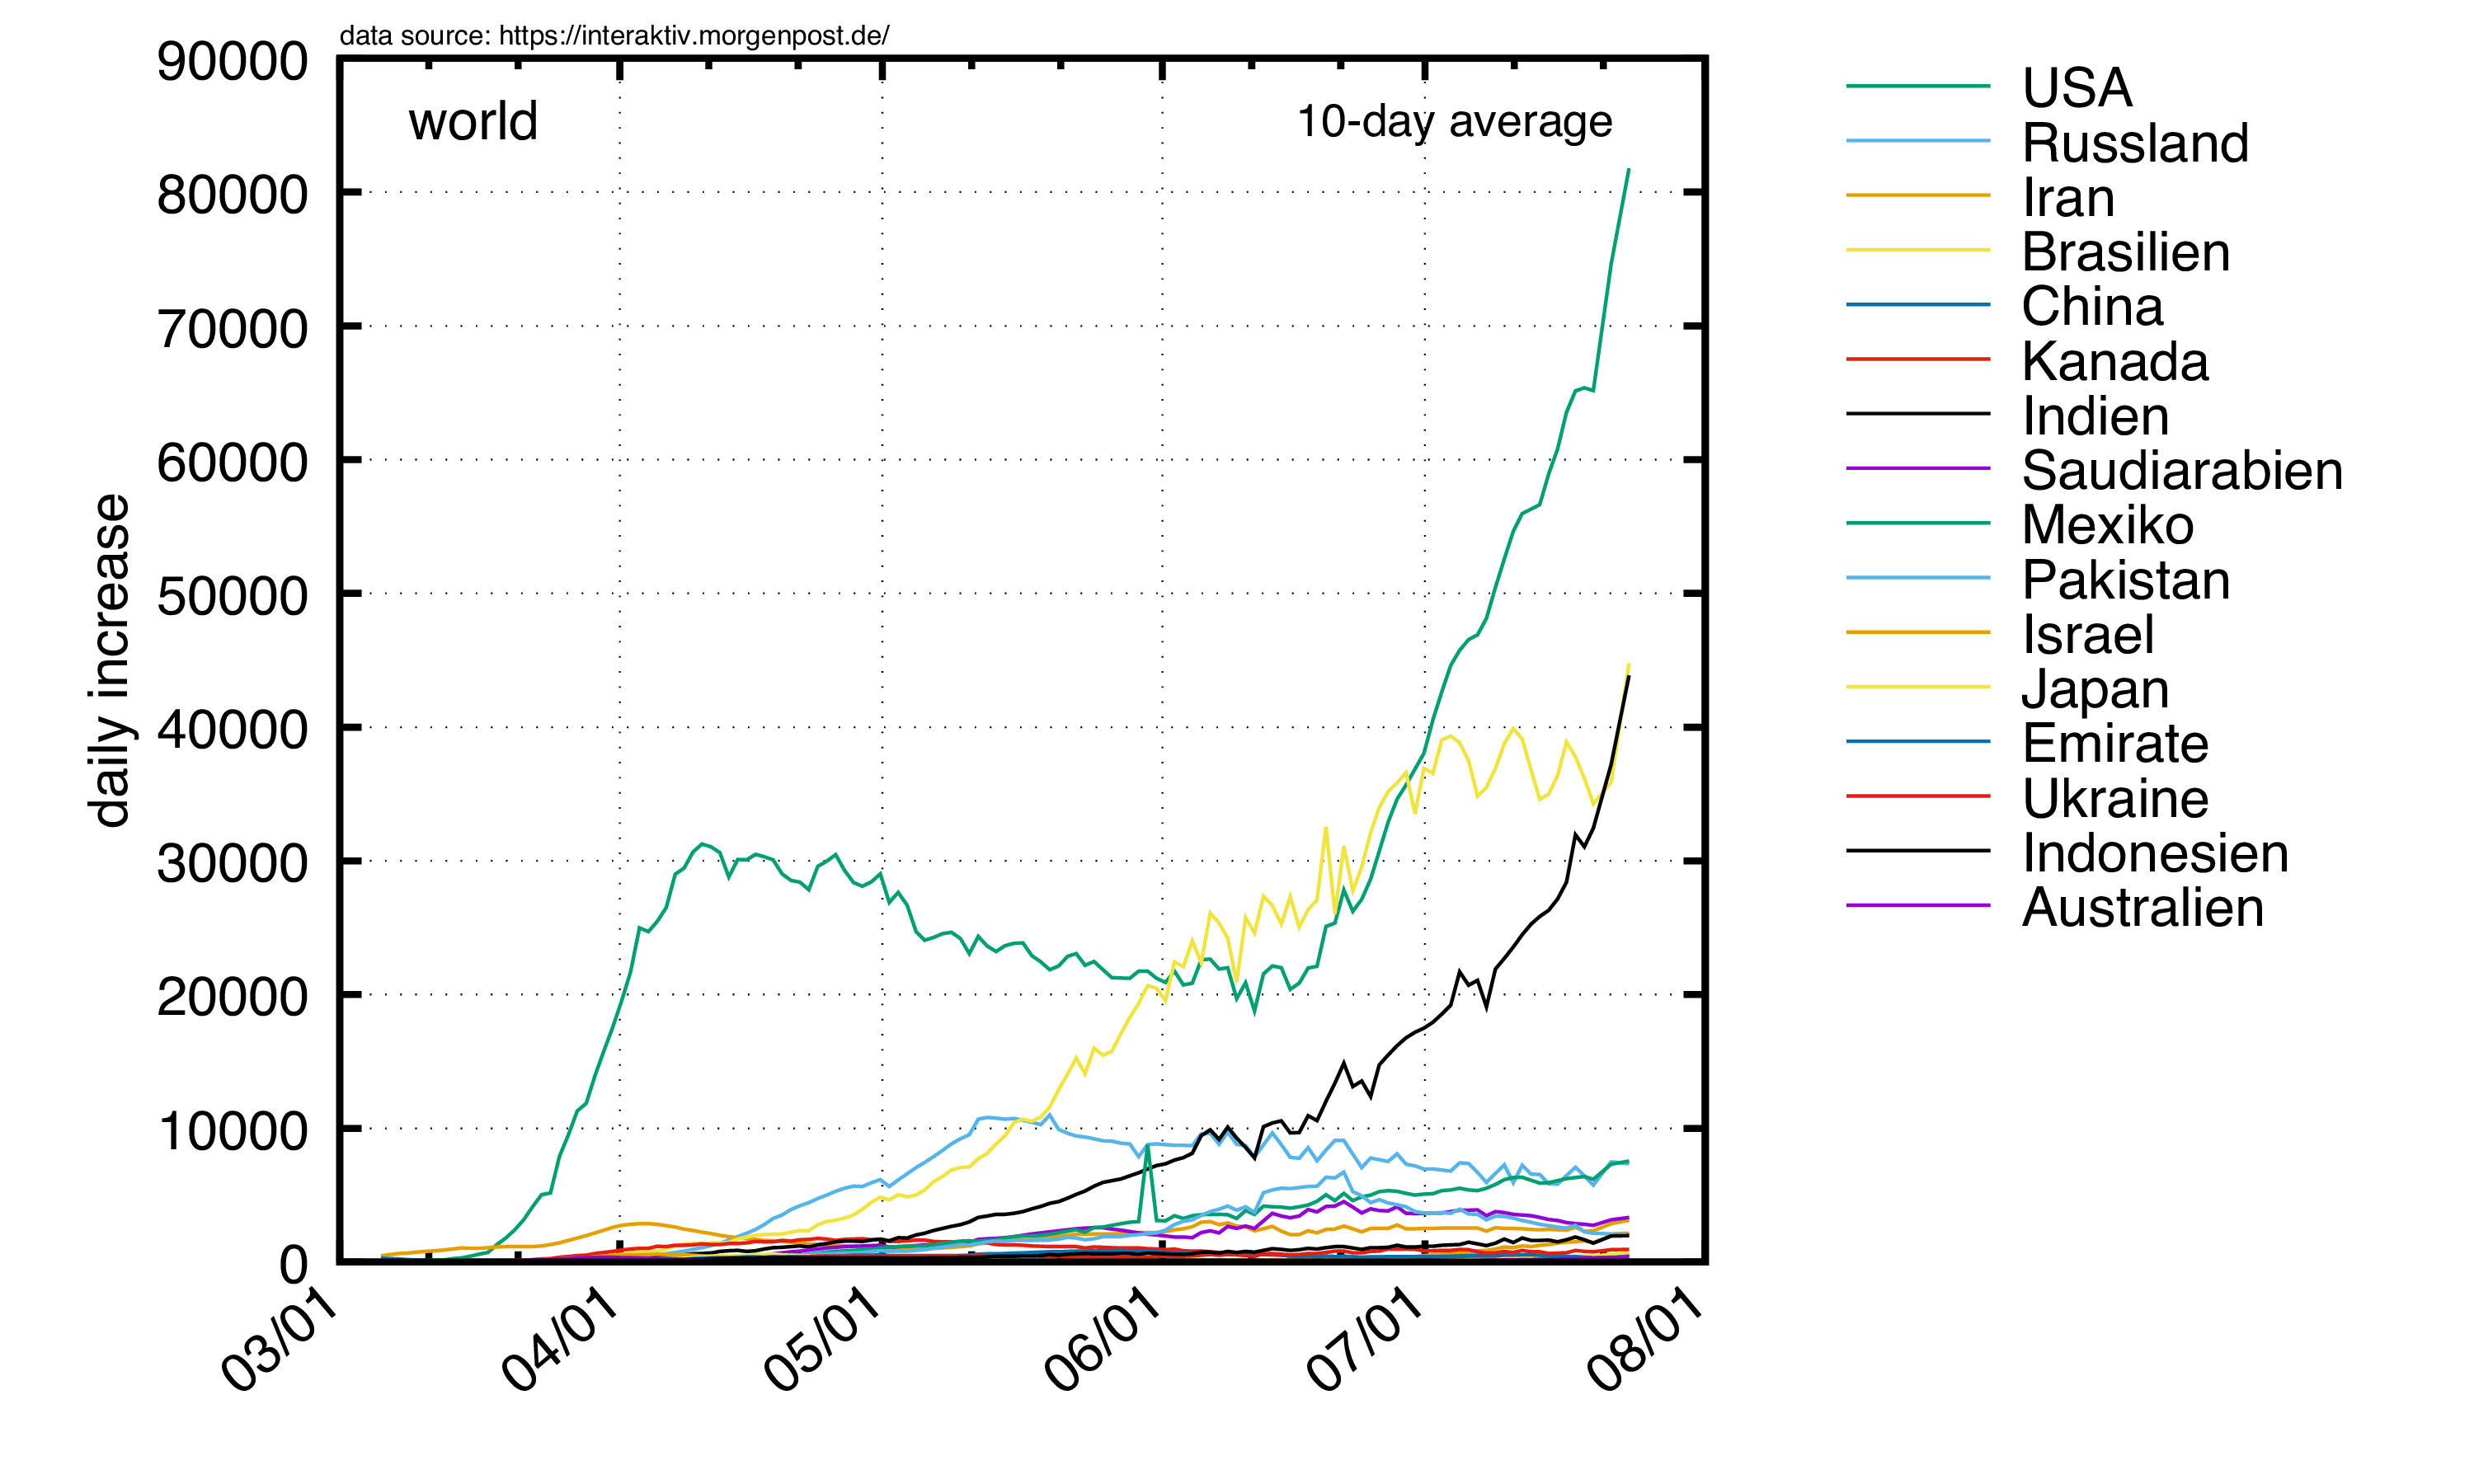 data source: https://interaktiv.morgenpost.de/
world
10-day average
daily increase
90000
80000
70000
60000
50000
40000
30000
20000
10000
0
03/01
04/01
05/01
06/01
07/01
08/01
USA
Russland
Iran
Brasilien
China
Kanada
Indien
Saudiarabien
Mexiko
Pakistan
Israel
Japan
Emirate
Ukraine
Indonesien
Australien